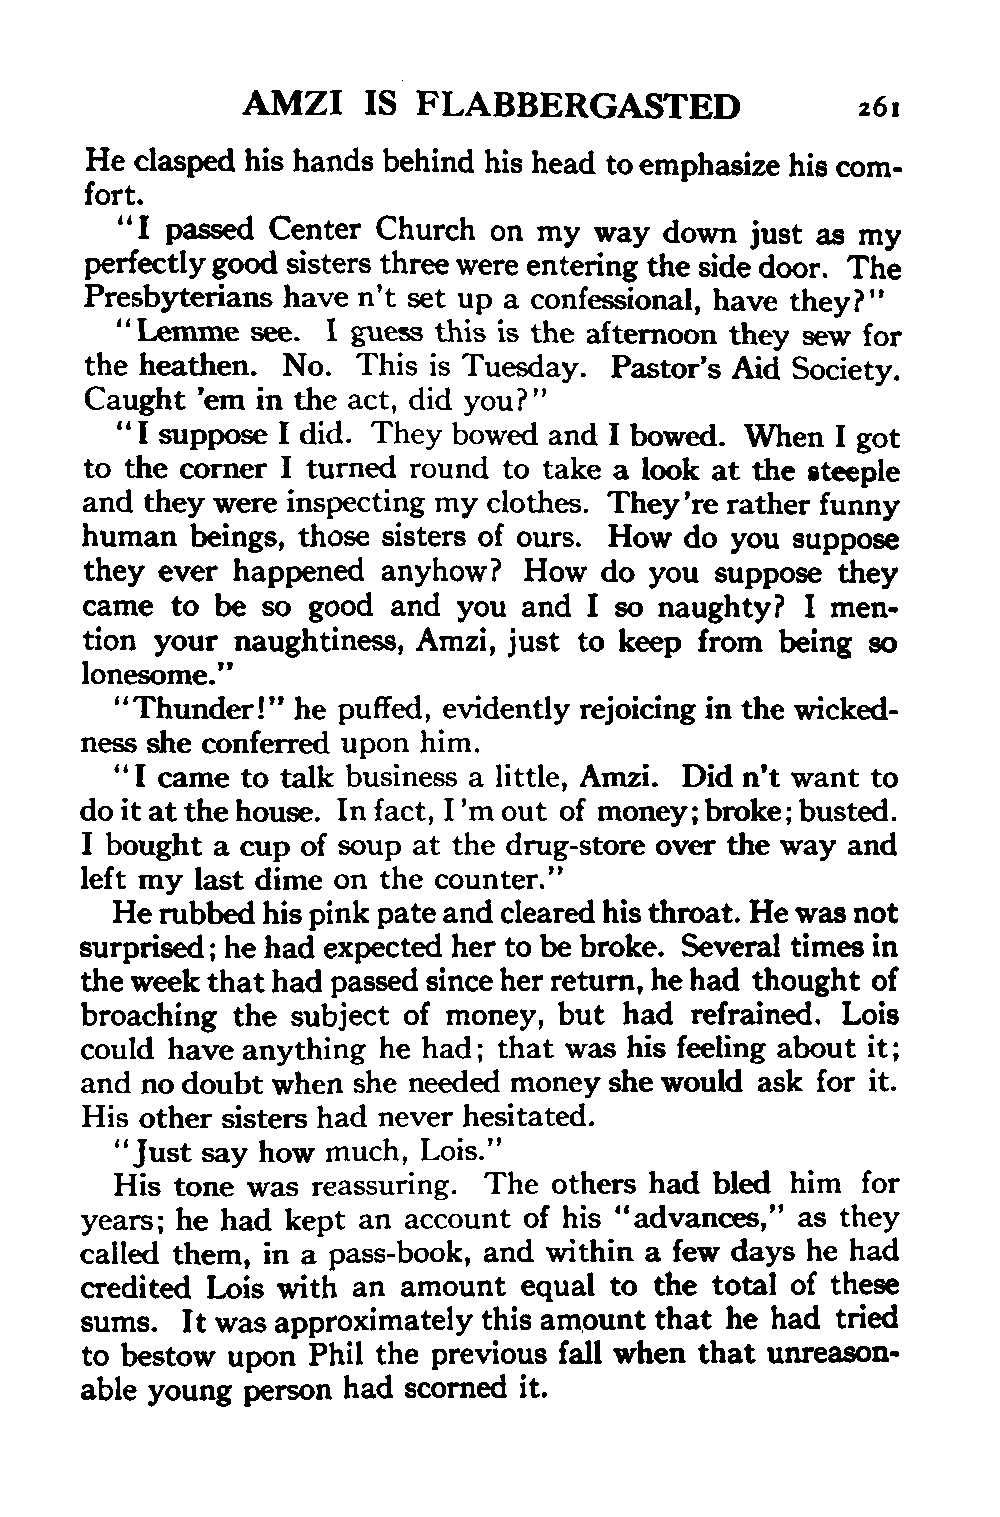 AMZI IS FLABBERGASTED 261
He clasped his hands behind his head to emphasize his com-
fort.
"I passed Center Church on my way down just as my
perfectly good sisters three were entering the side door. The
Presbyterians have n't set up a confessional, have they?"
"Lemme see. I guess this is the afternoon they sew for
the heathen. No. This is Tuesday. Pastor's Aid Society.
Caught 'em in the act, did you?"
"I suppose I did. They bowed and I bowed. When I got
to the corner I turned round to take a look at the steeple
and they were inspecting my clothes. They 're rather funny
human beings, those sisters of ours. How do you suppose
they ever happened anyhow? How do you suppose they
came to be so good and you and I so naughty? I men-
tion your naughtiness, Amzi, just to keep from being so
lonesome."
"Thunder!" he puffed, evidently rejoicing in the wicked-
ness she conferred upon him.
"I came to talk business a little, Amzi. Did n't want to
do it at the house. In fact, I 'm out of money; broke; busted.
I bought a cup of soup at the drug-store over the way and
left my last dime on the counter."
He rubbed his pink pate and cleared his throat. He was not
surprised; he had expected her to be broke. Several times in
the week that had passed since her return, he had thought of
broaching the subject of money, but had refrained. Lois
could have anything he had; that was his feeling about it;
and no doubt when she needed money she would ask for it.
His other sisters had never hesitated.
"Just say how much, Lois."
His tone was reassuring. The others had bled him for
years; he had kept an account of his "advances," as they
called them, in a pass-book, and within a few days he had
credited Lois with an amount equal to the total of these
sums. It was approximately this amount that he had tried
to bestow upon Phil the previous fall when that unreason-
able young person had scorned it.